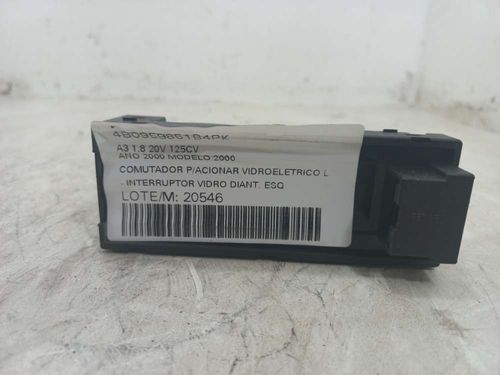 4B0959851B4PK
A3 1.8 20V 125CV
ANO 2000 MODELO 2000
COMUTADOR P/ACIONAR VIDROELETRICO L
- INTERRUPTOR VIDRO DIANT. ESQ
LOTE/M: 20546